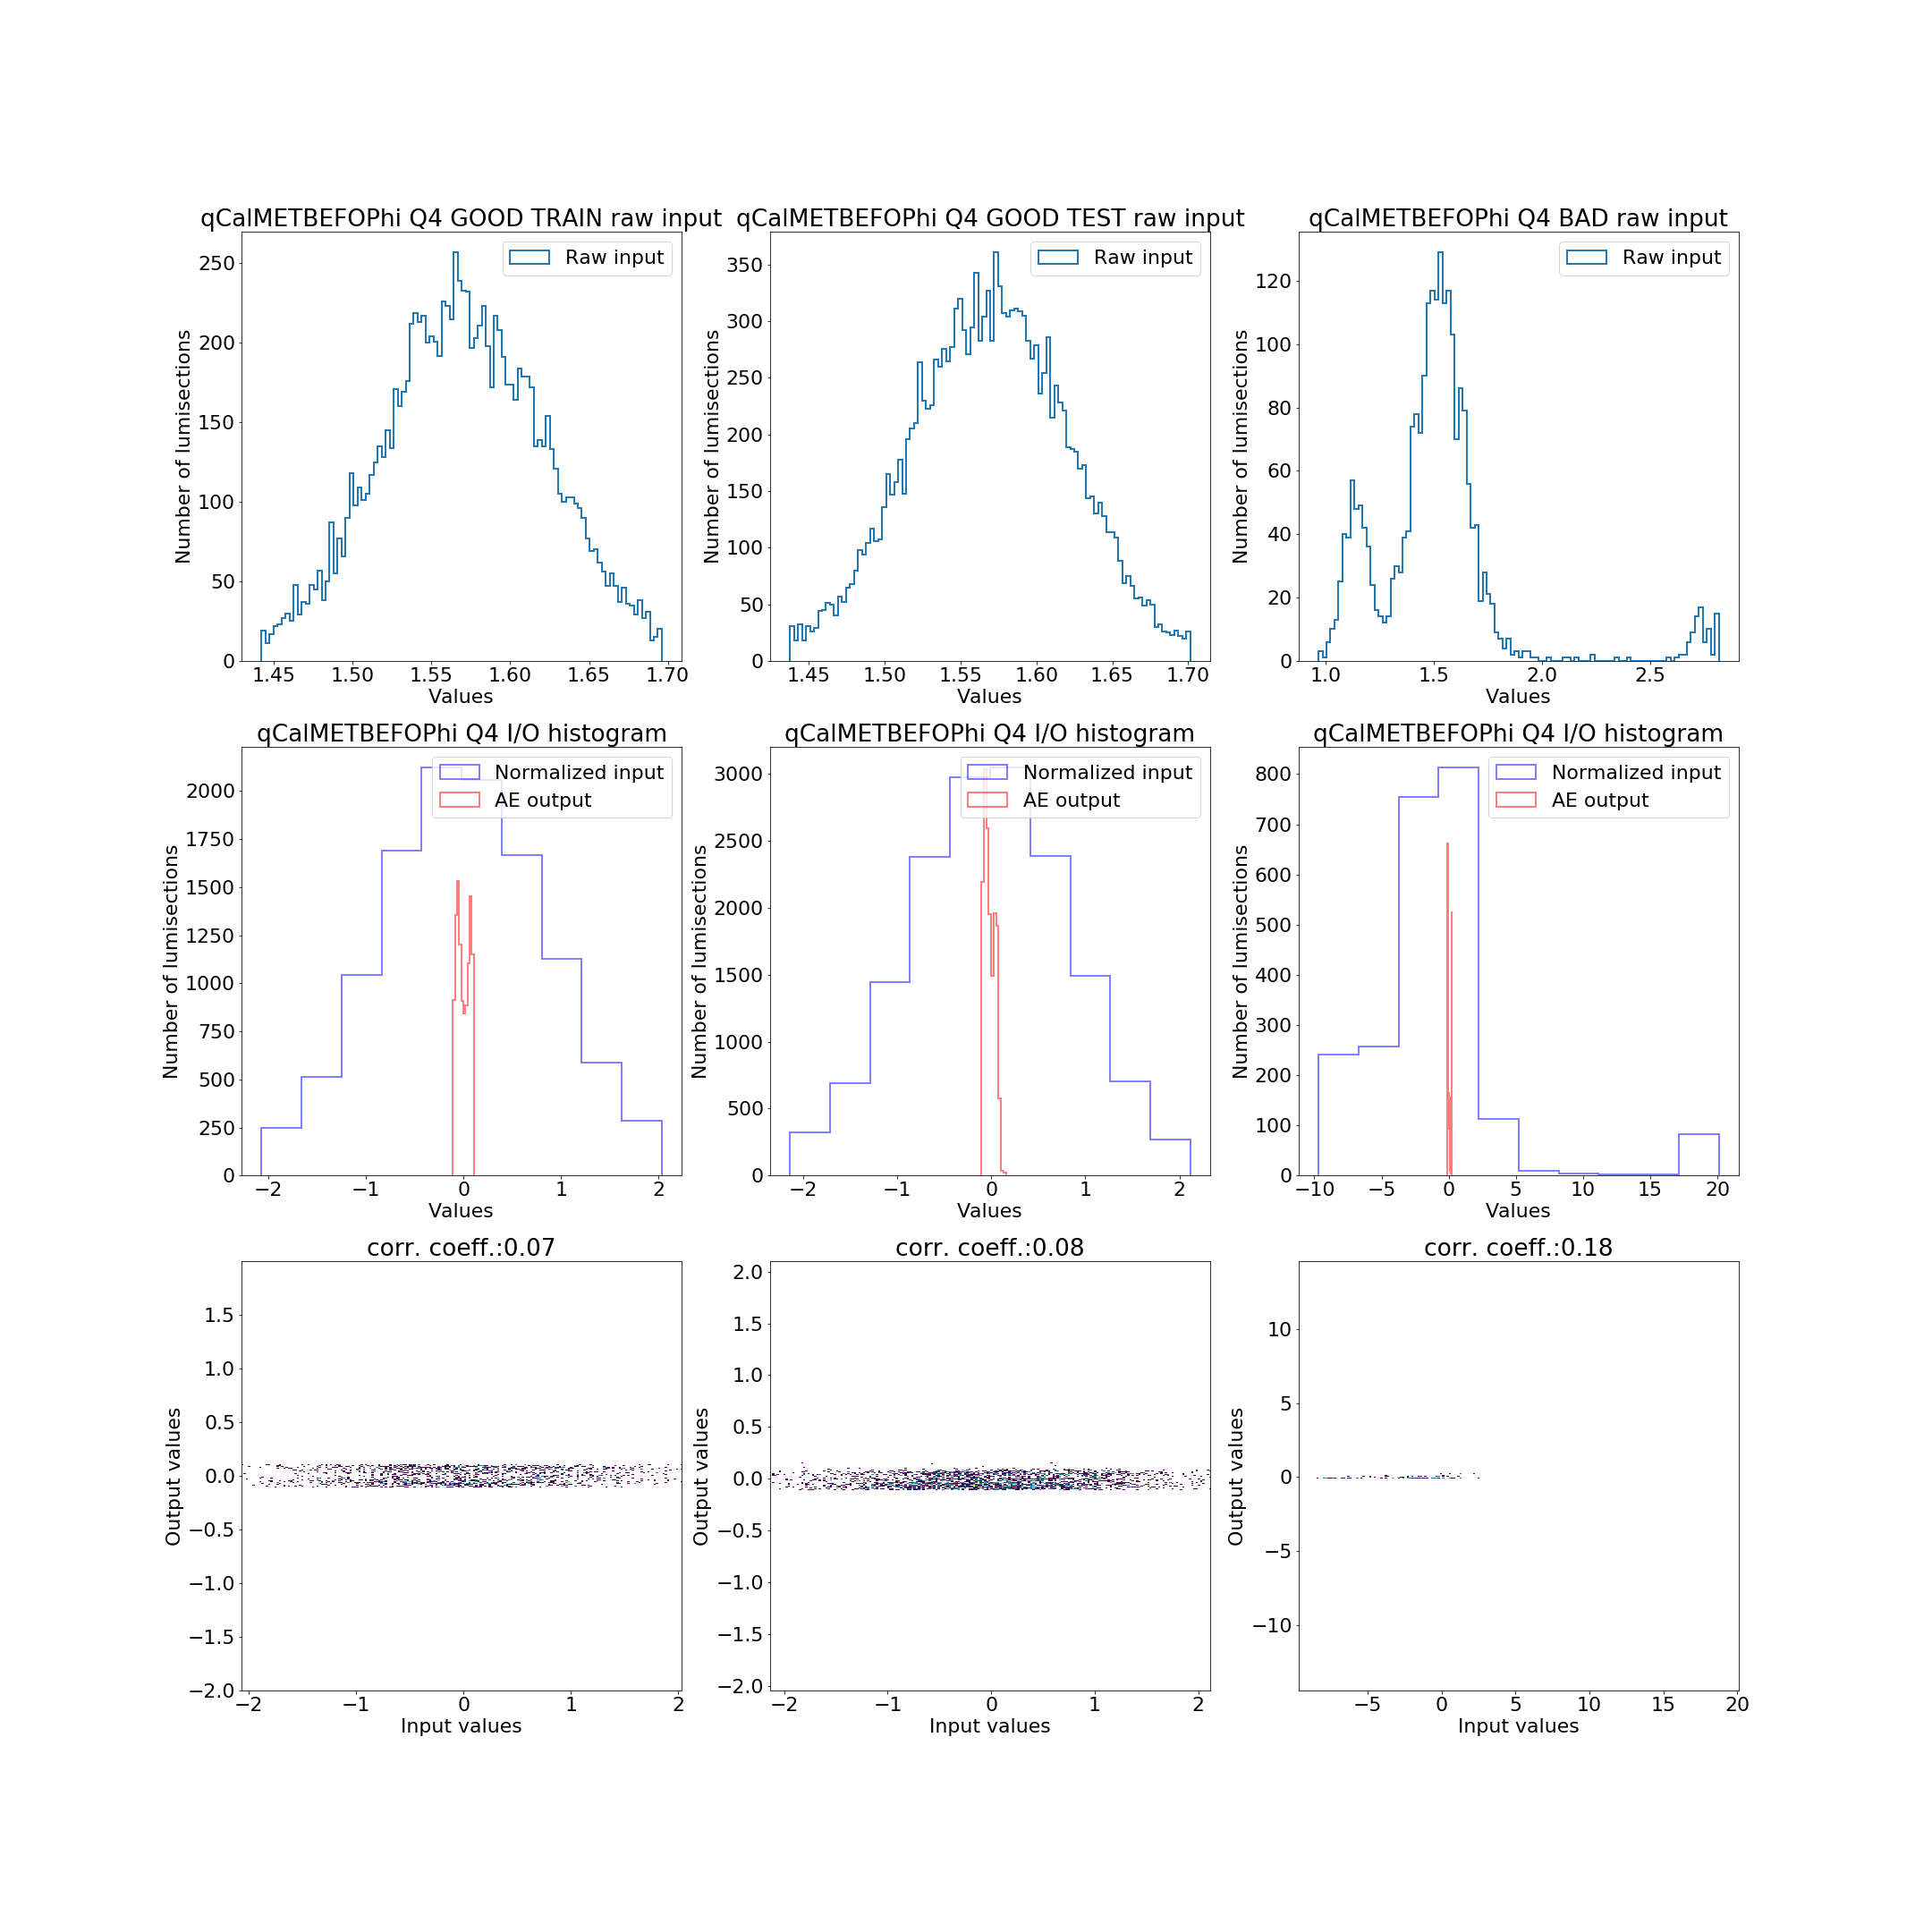 qCalMETBEFOPhi Q4 GOOD TRAIN raw input
Number of lumisections
250
200
150
100
50
0
Raw input
1.45 1.50 1.55 1.60 1.65 1.70
Values
qCalMETBEFOPhi Q4 GOOD TEST raw input
Number of lumisections
350
300
250
200
150
100
50
0
Raw input
1.45 1.50 1.55 1.60 1.65 1.70
Values
qCalMETBEFOPhi Q4 BAD raw input
Number of lumisections
120
100
80
60
40
20
0
Raw input
1.0 1.5 2.0 2.5
Values
qCalMETBEFOPhi Q4 I/O histogram
Number of lumisections
2000
1750
1500
1250
1000
750
500
250
0
Normalized input
AE output
−2 −1 0 1 2
Values
qCalMETBEFOPhi Q4 I/O histogram
Number of lumisections
3000
2500
2000
1500
1000
500
0
Normalized input
AE output
−2 −1 0 1 2
Values
qCalMETBEFOPhi Q4 I/O histogram
Number of lumisections
800
700
600
500
400
300
200
100
0
Normalized input
AE output
−10 −5 0 5 10 15 20
Values
corr. coeff.:0.07
Output values
1.5
1.0
0.5
0.0
−0.5
−1.0
−1.5
−2.0
−2 −1 0 1 2
Input values
corr. coeff.:0.08
Output values
2.0
1.5
1.0
0.5
0.0
−0.5
−1.0
−1.5
−2.0
−2 −1 0 1 2
Input values
corr. coeff.:0.18
Output values
10
5
0
−5
−10
−5 0 5 10 15 20
Input values